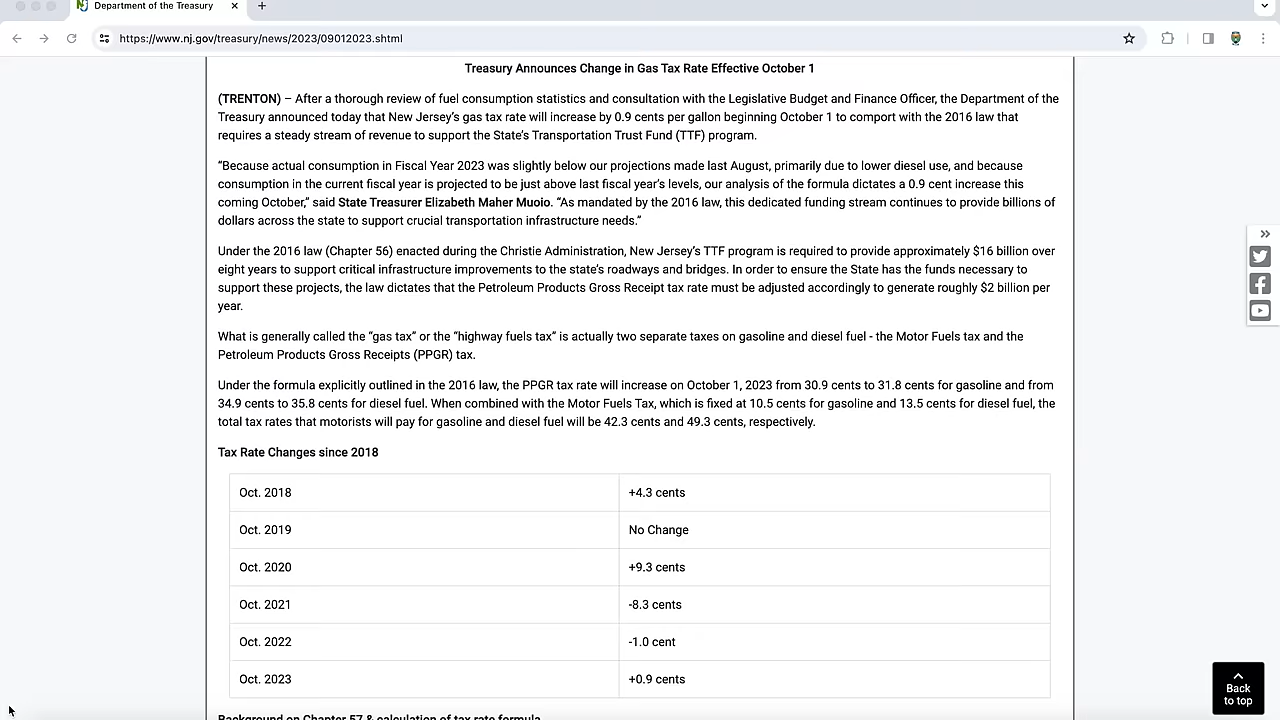 Department of the Treasury
https://www.nj.gov/treasury/news/2023/09012023.shtml
Treasury Announces Change in Gas Tax Rate Effective October 1
(TRENTON) – After a thorough review of fuel consumption statistics and consultation with the Legislative Budget and Finance Officer, the Department of the
Treasury announced today that New Jersey’s gas tax rate will increase by 0.9 cents per gallon beginning October 1 to comport with the 2016 law that
requires a steady stream of revenue to support the State’s Transportation Trust Fund (TTF) program.
“Because actual consumption in Fiscal Year 2023 was slightly below our projections made last August, primarily due to lower diesel use, and because
consumption in the current fiscal year is projected to be just above last fiscal year’s levels, our analysis of the formula dictates a 0.9 cent increase this
coming October,” said State Treasurer Elizabeth Maher Muoio. “As mandated by the 2016 law, this dedicated funding stream continues to provide billions of
dollars across the state to support crucial transportation infrastructure needs.”
Under the 2016 law (Chapter 56) enacted during the Christie Administration, New Jersey’s TTF program is required to provide approximately $16 billion over
eight years to support critical infrastructure improvements to the state’s roadways and bridges. In order to ensure the State has the funds necessary to
support these projects, the law dictates that the Petroleum Products Gross Receipt tax rate must be adjusted accordingly to generate roughly $2 billion per
year.
What is generally called the “gas tax” or the “highway fuels tax” is actually two separate taxes on gasoline and diesel fuel - the Motor Fuels tax and the
Petroleum Products Gross Receipts (PPGR) tax.
Under the formula explicitly outlined in the 2016 law, the PPGR tax rate will increase on October 1, 2023 from 30.9 cents to 31.8 cents for gasoline and from
34.9 cents to 35.8 cents for diesel fuel. When combined with the Motor Fuels Tax, which is fixed at 10.5 cents for gasoline and 13.5 cents for diesel fuel, the
total tax rates that motorists will pay for gasoline and diesel fuel will be 42.3 cents and 49.3 cents, respectively.
Tax Rate Changes since 2018
Oct. 2018 +4.3 cents
Oct. 2019 No Change
Oct. 2020 +9.3 cents
Oct. 2021 -8.3 cents
Oct. 2022 -1.0 cent
Oct. 2023 +0.9 cents
Background on Chapter 57 & calculation of tax rate formula
Back
to top